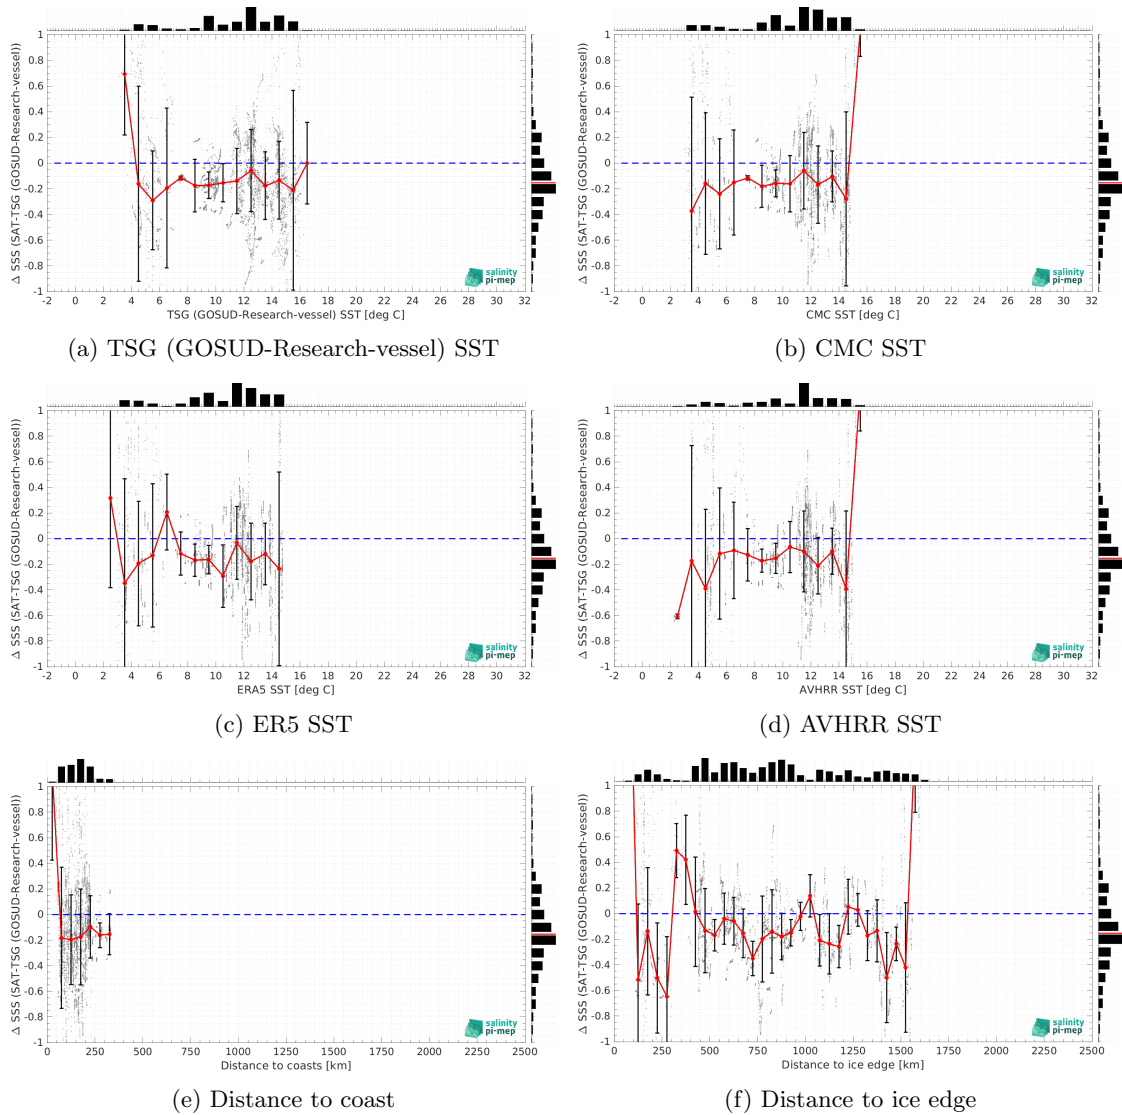 Δ SSS (SAT-TSG (GOSUD-Research-vessel))
1
0.8
0.6
0.4
0.2
0
-0.2
-0.4
-0.6
-0.8
-1
salinity
pi-mep
-2 0 2 4 6 8 10 12 14 16 18 20 22 24 26 28 30 32
TSG (GOSUD-Research-vessel) SST [deg C]
(a) TSG (GOSUD-Research-vessel) SST
Δ SSS (SAT-TSG (GOSUD-Research-vessel))
1
0.8
0.6
0.4
0.2
0
-0.2
-0.4
-0.6
-0.8
-1
salinity
pi-mep
-2 0 2 4 6 8 10 12 14 16 18 20 22 24 26 28 30 32
CMC SST [deg C]
(b) CMC SST
Δ SSS (SAT-TSG (GOSUD-Research-vessel))
1
0.8
0.6
0.4
0.2
0
-0.2
-0.4
-0.6
-0.8
-1
salinity
pi-mep
-2 0 2 4 6 8 10 12 14 16 18 20 22 24 26 28 30 32
ERA5 SST [deg C]
(c) ER5 SST
Δ SSS (SAT-TSG (GOSUD-Research-vessel))
1
0.8
0.6
0.4
0.2
0
-0.2
-0.4
-0.6
-0.8
-1
salinity
pi-mep
-2 0 2 4 6 8 10 12 14 16 18 20 22 24 26 28 30 32
AVHRR SST [deg C]
(d) AVHRR SST
Δ SSS (SAT-TSG (GOSUD-Research-vessel))
1
0.8
0.6
0.4
0.2
0
-0.2
-0.4
-0.6
-0.8
-1
salinity
pi-mep
0 250 500 750 1000 1250 1500 1750 2000 2250 2500
Distance to coasts [km]
(e) Distance to coast
Δ SSS (SAT-TSG (GOSUD-Research-vessel))
1
0.8
0.6
0.4
0.2
0
-0.2
-0.4
-0.6
-0.8
-1
salinity
pi-mep
0 250 500 750 1000 1250 1500 1750 2000 2250 2500
Distance to ice edge [km]
(f) Distance to ice edge